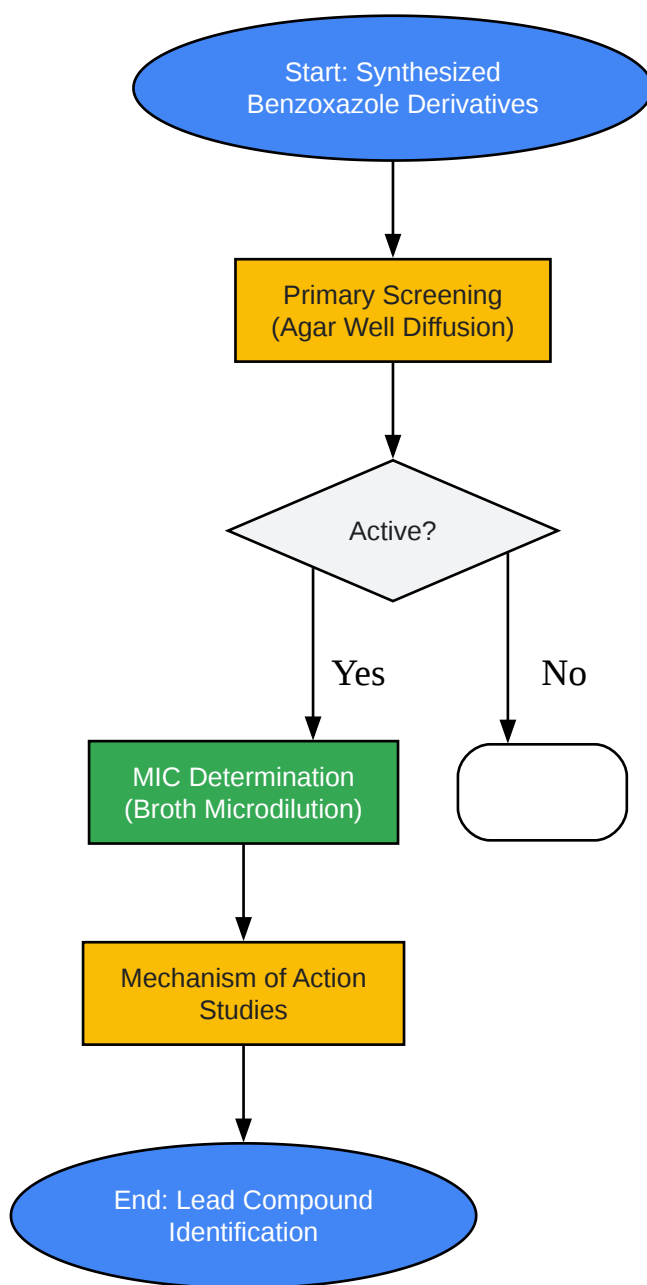 Start: Synthesized
Benzoxazole Derivatives
Primary Screening
(Agar Well Diffusion)
Active?
Yes
No
MIC Determination
(Broth Microdilution)
Mechanism of Action
Studies
End: Lead Compound
Identification